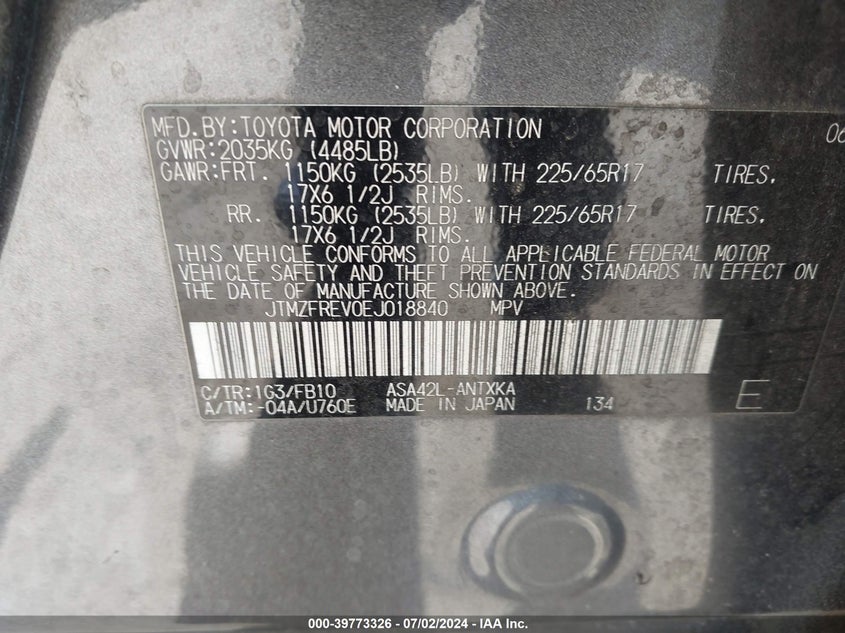 MFD.BY:TOYOTA MOTOR CORPORATION 06
GVWR:2035KG (4485LB)
GAWR:FRT. 1150KG (2535LB) WITH 225/65R17 TIRES,
17X6 1/2J RIMS.
RR. 1150KG (2535LB) WITH 225/65R17 TIRES,
17X6 1/2J RIMS.
THIS VEHICLE CONFORMS TO ALL APPLICABLE FEDERAL MOTOR
VEHICLE SAFETY AND THEFT PREVENTION STANDARDS IN EFFECT ON
THE DATE OF MANUFACTURE SHOWN ABOVE.
JTMZFREV0EJ018840 MPV
C/TR:1G3/FB10 ASA42L-ANTXKA
A/TM:-04A/U760E MADE IN JAPAN 134 E
000-39773326 - 07/02/2024 - IAA Inc.